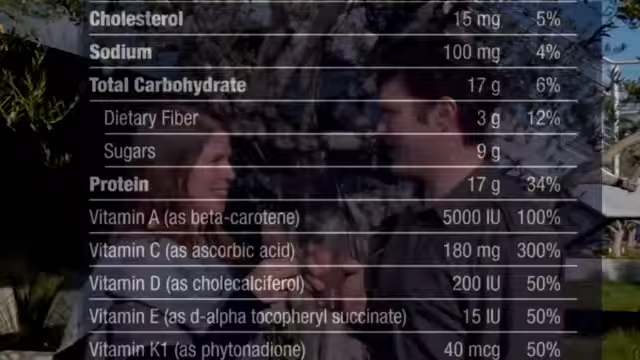 Cholesterol 15 mg 5%
Sodium 100 mg 4%
Total Carbohydrate 17 g 6%
Dietary Fiber 3 g 12%
Sugars 9 g
Protein 17 g 34%
Vitamin A (as beta-carotene) 5000 IU 100%
Vitamin C (as ascorbic acid) 180 mg 300%
Vitamin D (as cholecalciferol) 200 IU 50%
Vitamin E (as d-alpha tocopheryl succinate) 15 IU 50%
Vitamin K1 (as phytonadione) 40 mcg 50%